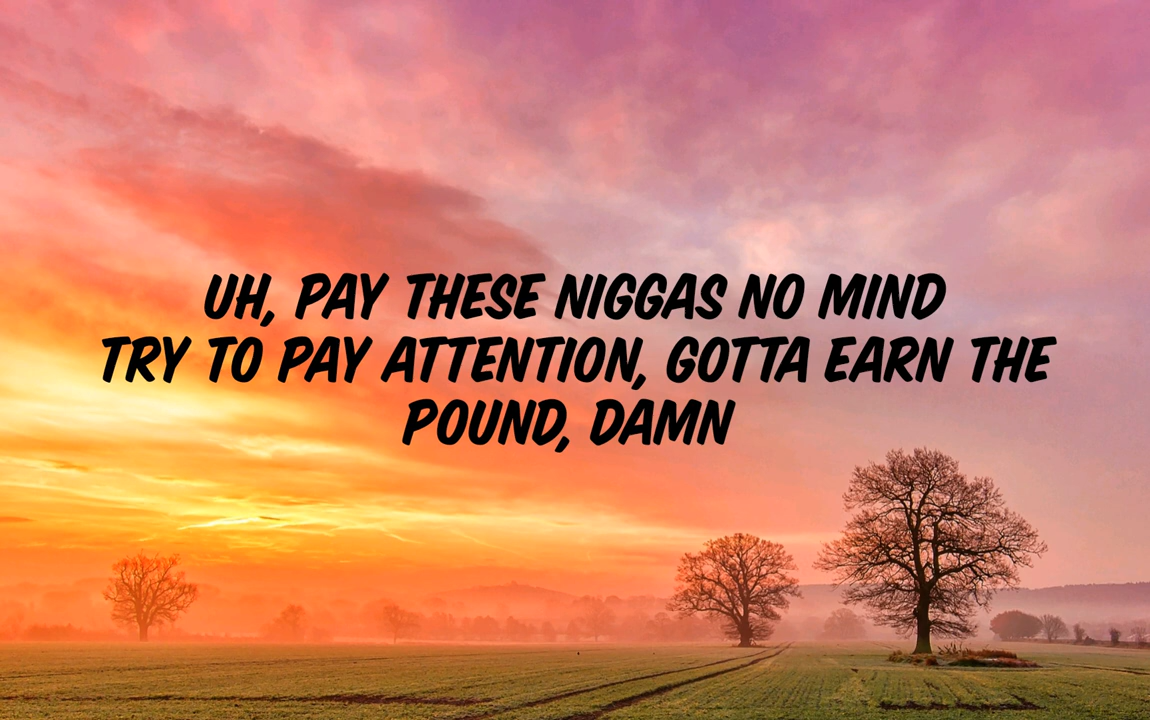 UH, PAY THESE NIGGAS NO MIND
TRY TO PAY ATTENTION, GOTTA EARN THE
POUND, DAMN